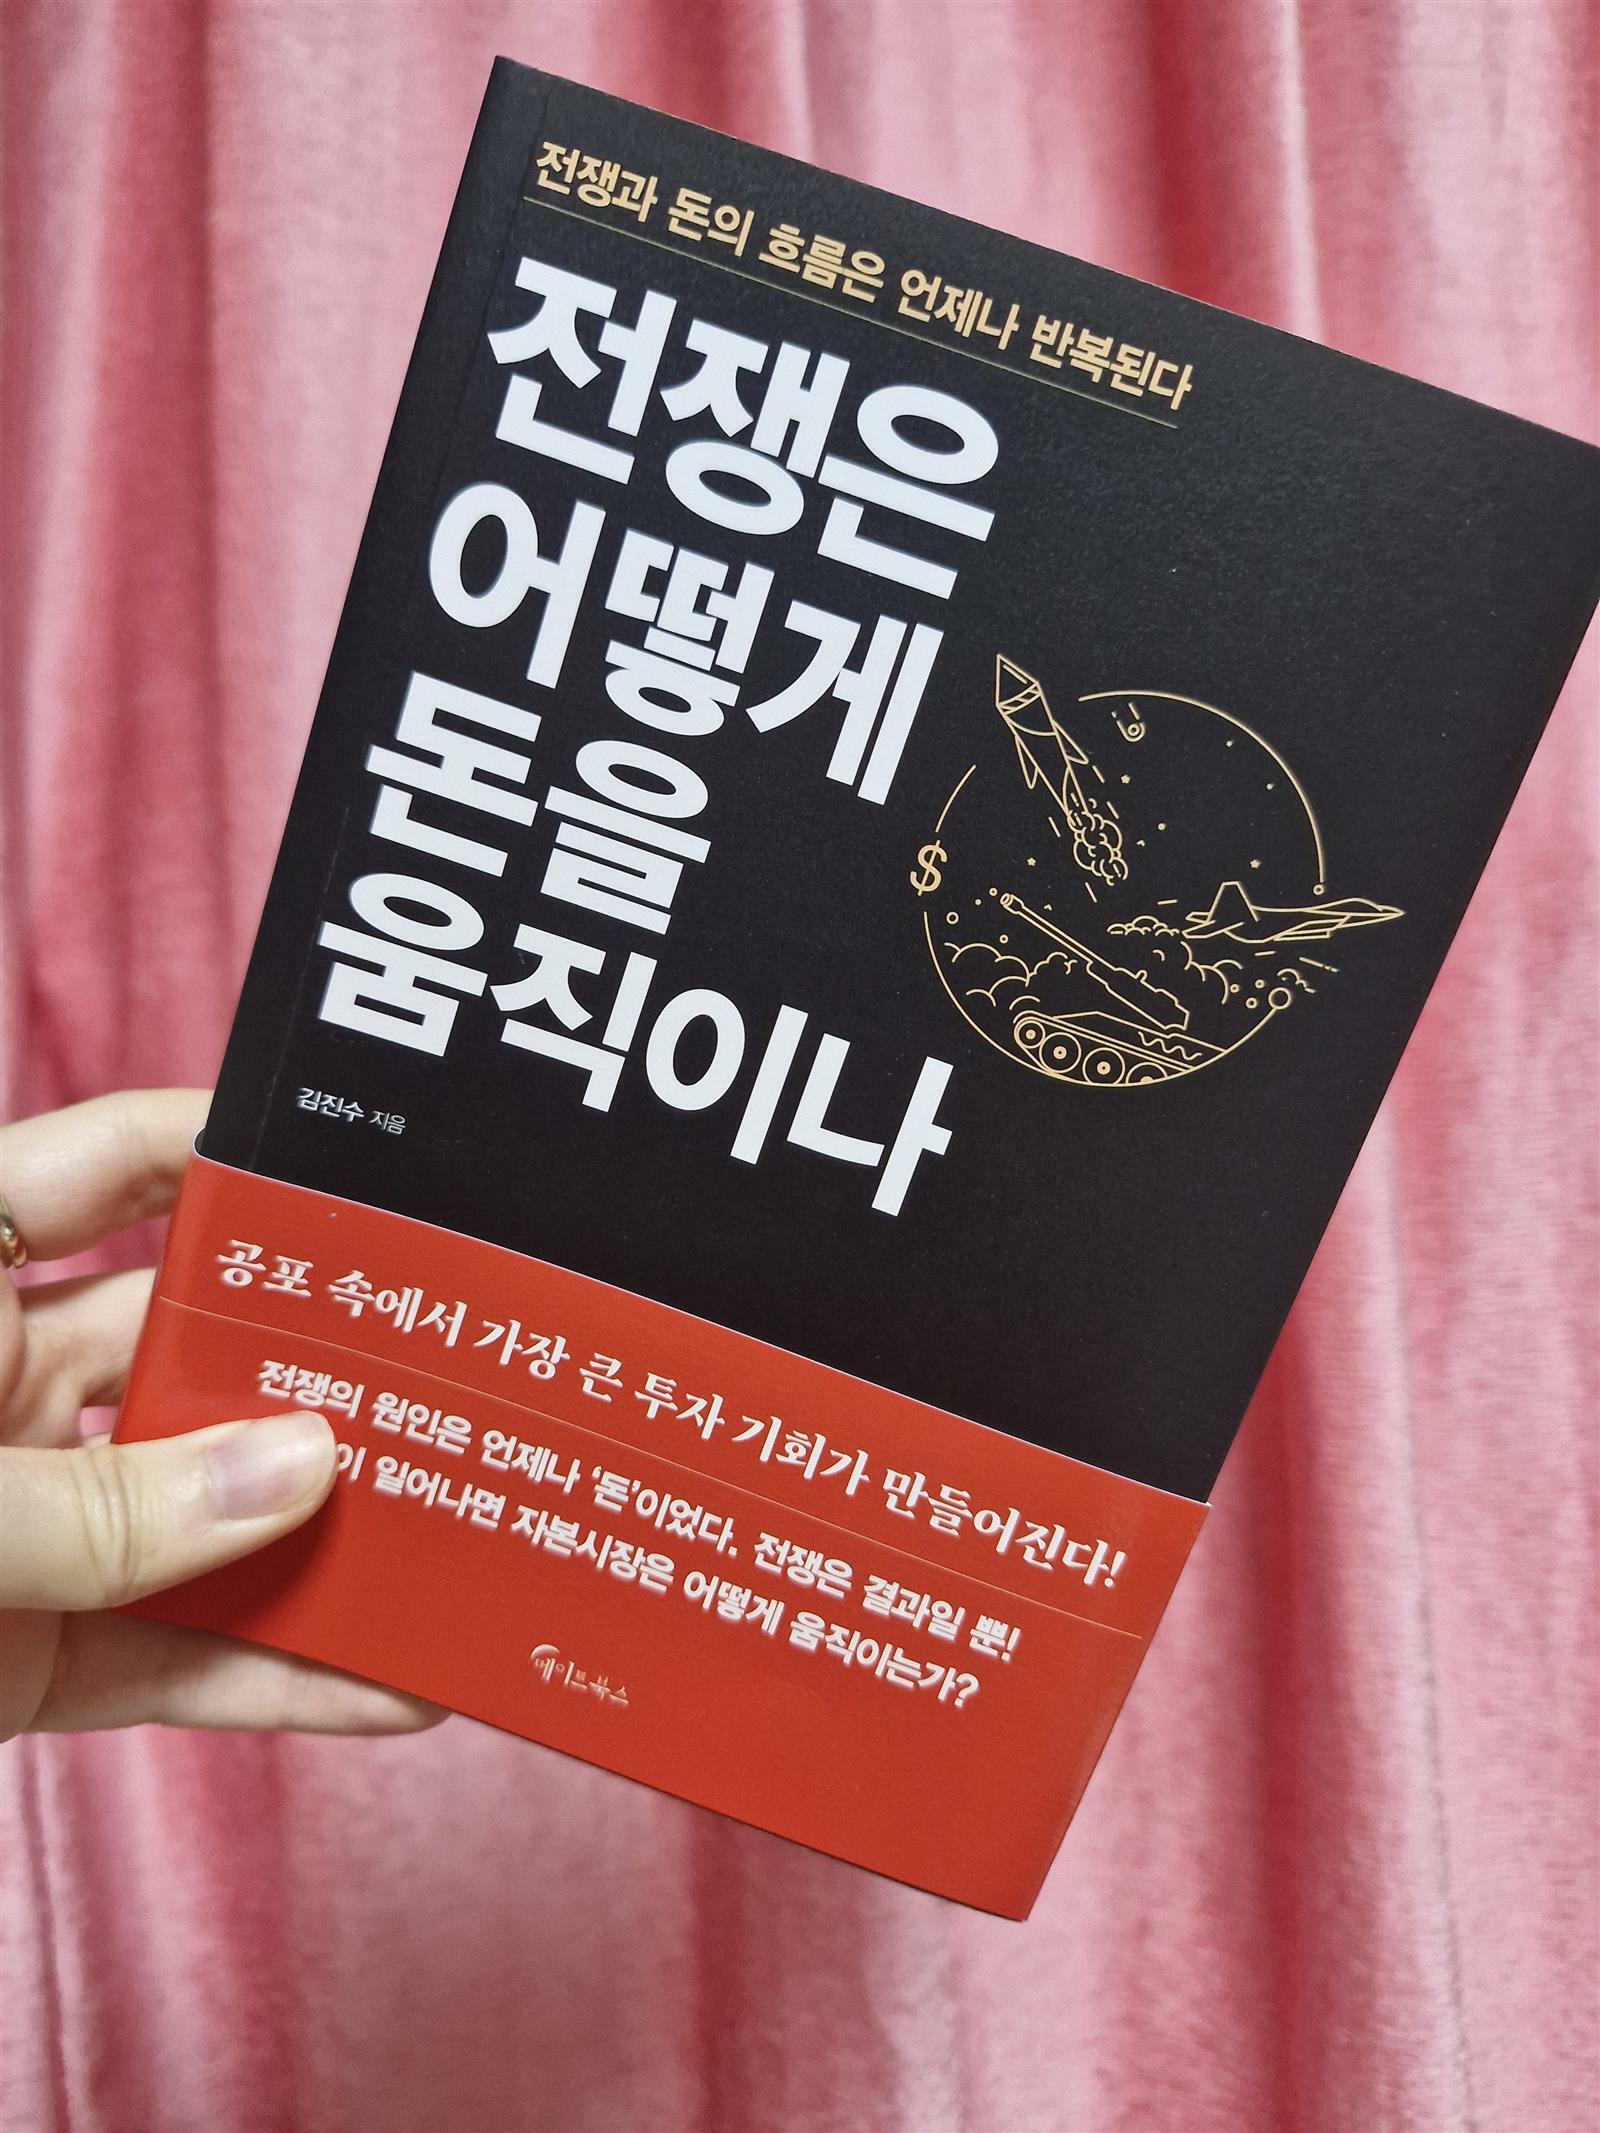 전쟁과 돈의 흐름은 언제나 반복된다
전쟁은
어떻게
돈을
움직이나
$
김진수 지음
공포 속에서 가장 큰 투자 기회가 만들어진다!
전쟁의 원인은 언제나 ‘돈’이었다. 전쟁은 결과일 뿐!
이 일어나면 자본시장은 어떻게 움직이는가?
메이트북스